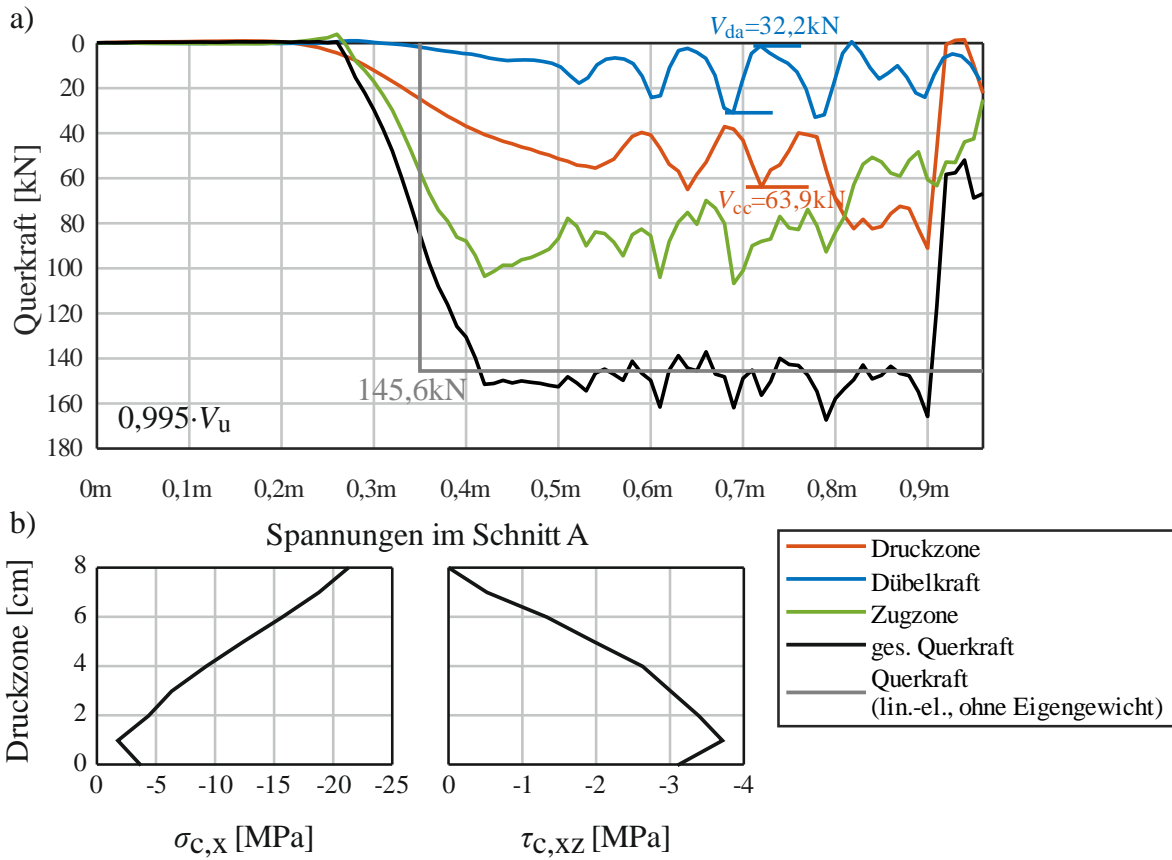 a)
V_da=32,2kN
0
20
40
60
80
100
120
140
160
180
Querkraft [kN]
V_cc=63,9kN
145,6kN
0,995·V_u
0m 0,1m 0,2m 0,3m 0,4m 0,5m 0,6m 0,7m 0,8m 0,9m
b)
Spannungen im Schnitt A
Druckzone [cm]
8
6
4
2
0
0 -5 -10 -15 -20 -25
σ_c,x [MPa]
0 -1 -2 -3 -4
τ_c,xz [MPa]
Druckzone
Dübelkraft
Zugzone
ges. Querkraft
Querkraft
(lin.-el., ohne Eigengewicht)